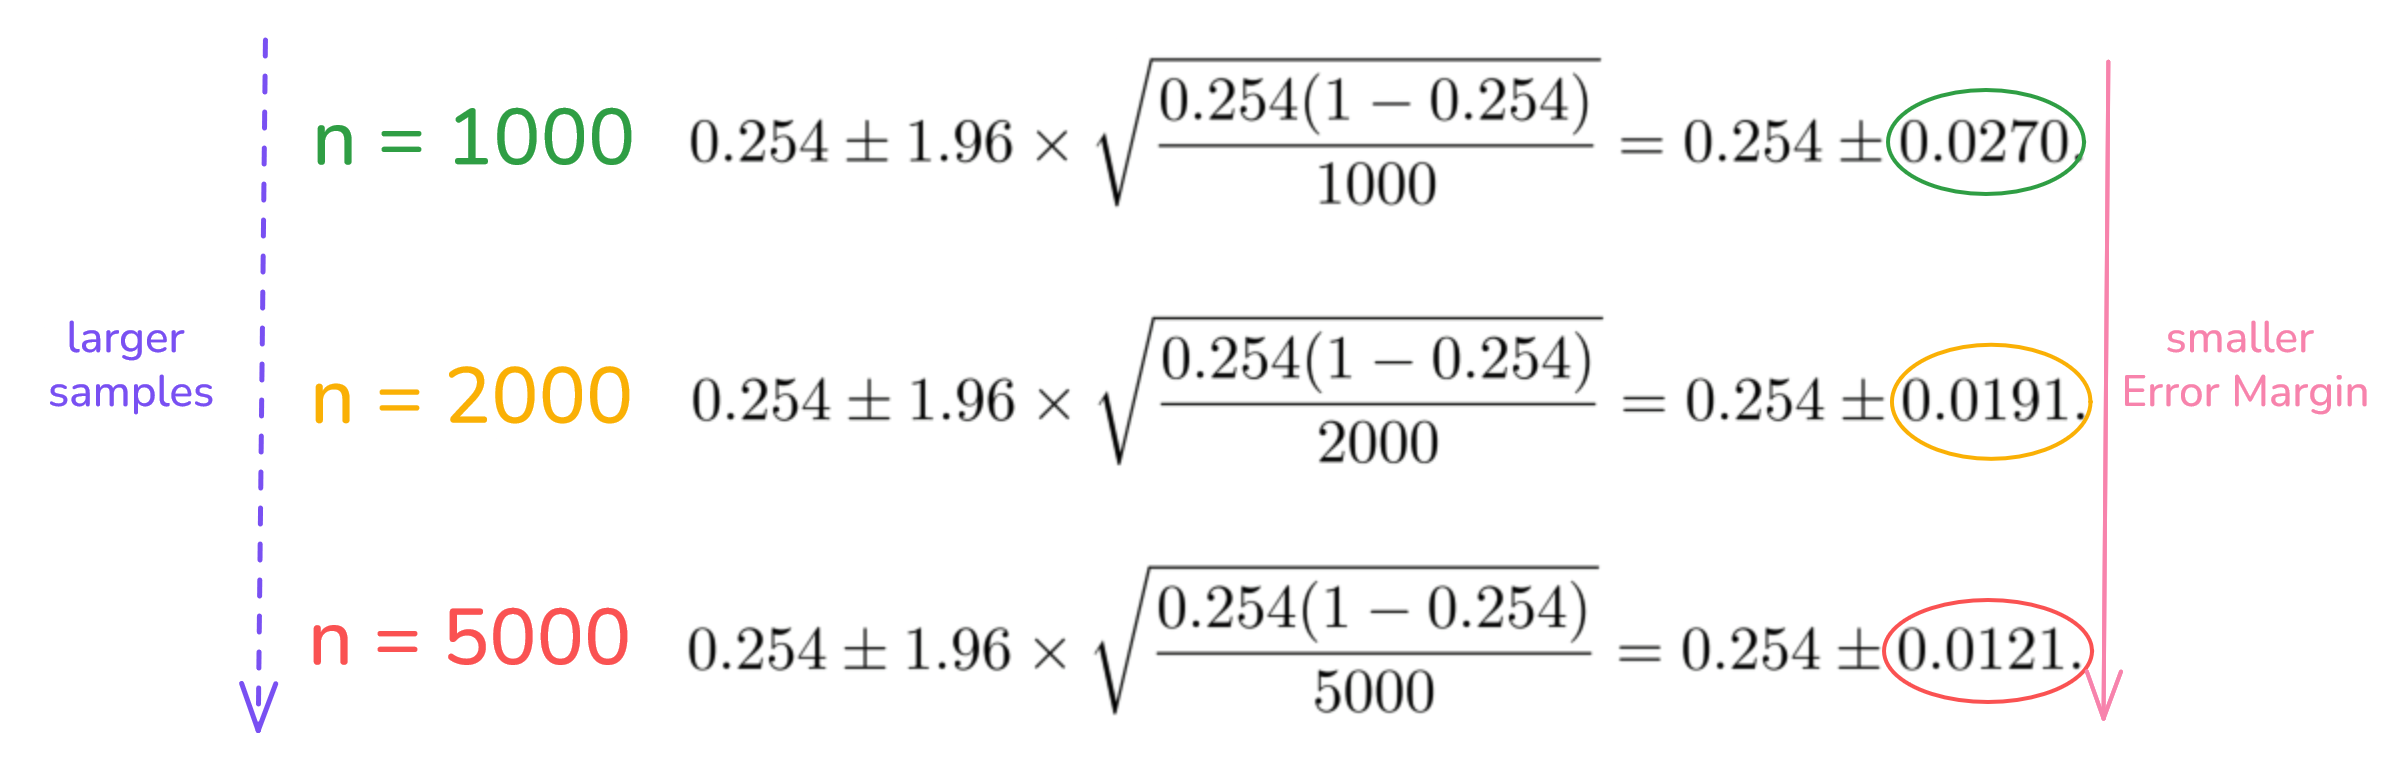 n = 1000 0.254 ± 1.96 × √(0.254(1 − 0.254)/1000) = 0.254 ± 0.0270.
larger
samples
n = 2000 0.254 ± 1.96 × √(0.254(1 − 0.254)/2000) = 0.254 ± 0.0191.
smaller
Error Margin
n = 5000 0.254 ± 1.96 × √(0.254(1 − 0.254)/5000) = 0.254 ± 0.0121.